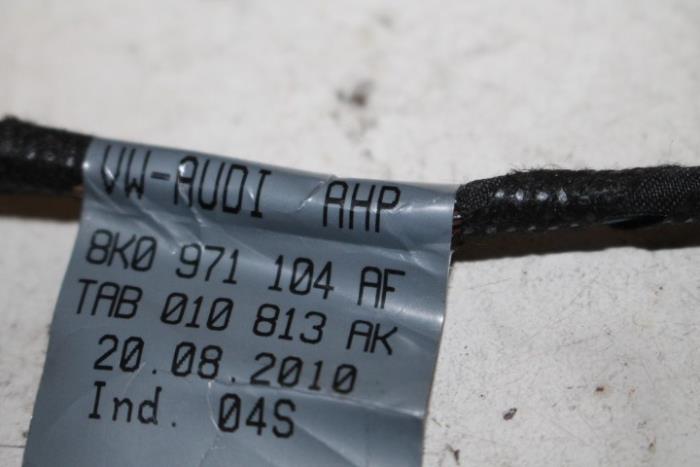 VW-AUDI AHP
8K0 971 104 AF
TAB 010 813 AK
20.08.2010
Ind. 04S